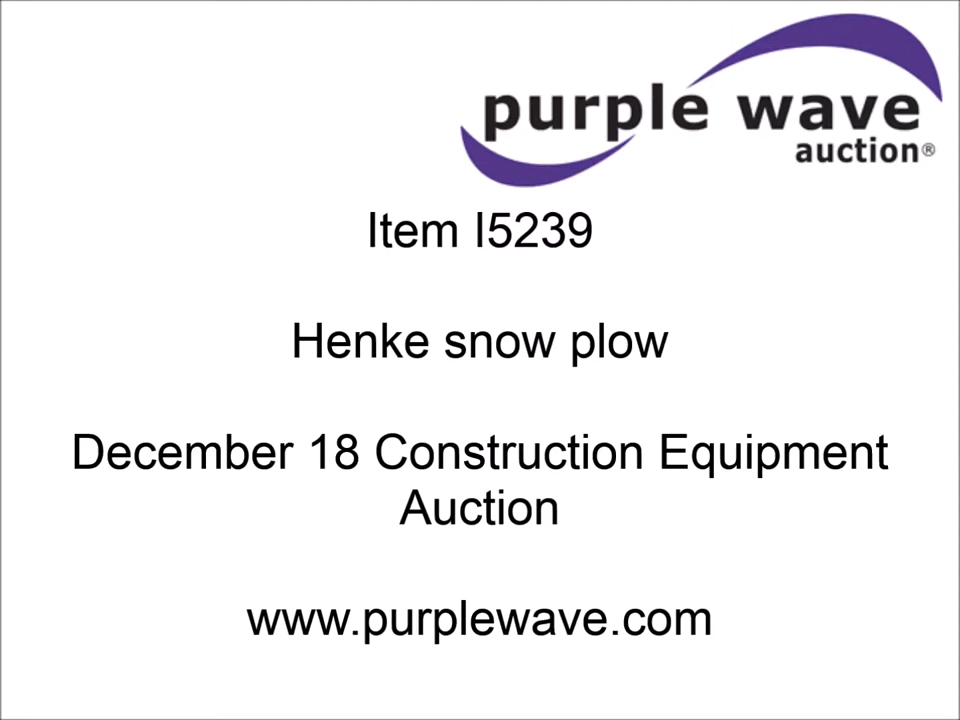 purple wave
auction®
Item I5239
Henke snow plow
December 18 Construction Equipment
Auction
www.purplewave.com